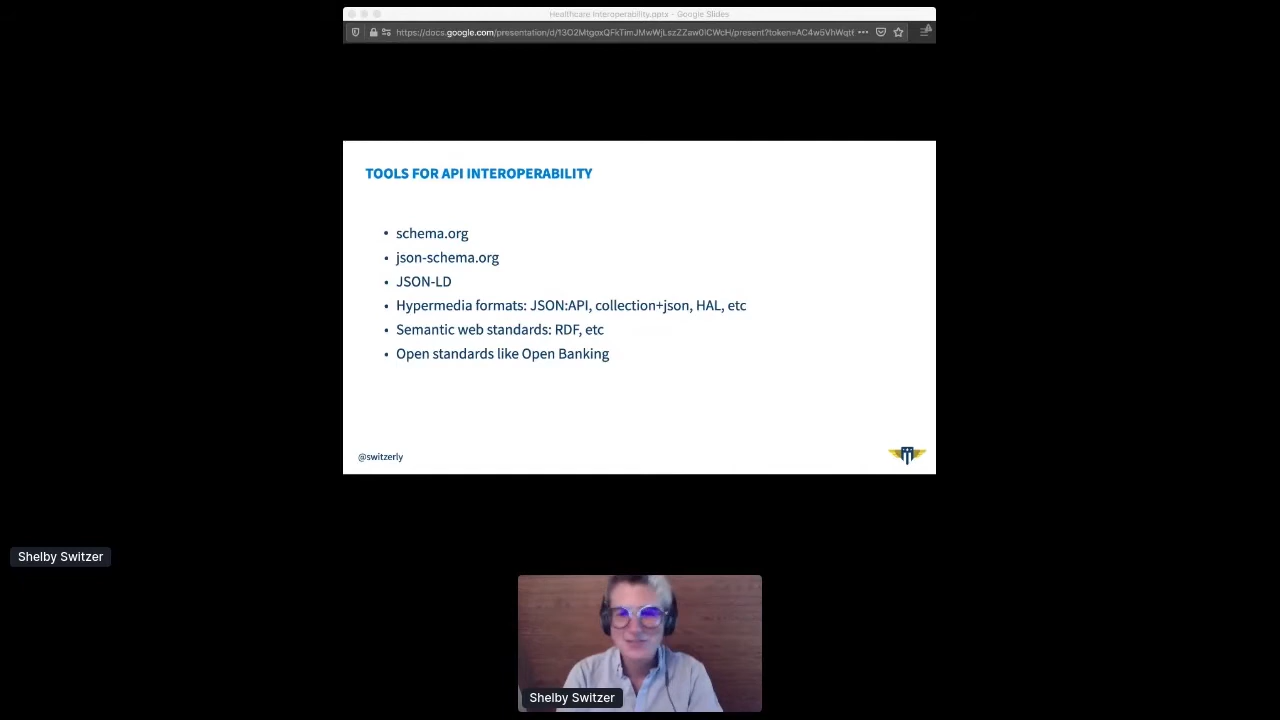 Healthcare Interoperability.pptx - Google Slides
TOOLS FOR API INTEROPERABILITY
• schema.org
• json-schema.org
• JSON-LD
• Hypermedia formats: JSON:API, collection+json, HAL, etc
• Semantic web standards: RDF, etc
• Open standards like Open Banking
@switzerly
Shelby Switzer
Shelby Switzer